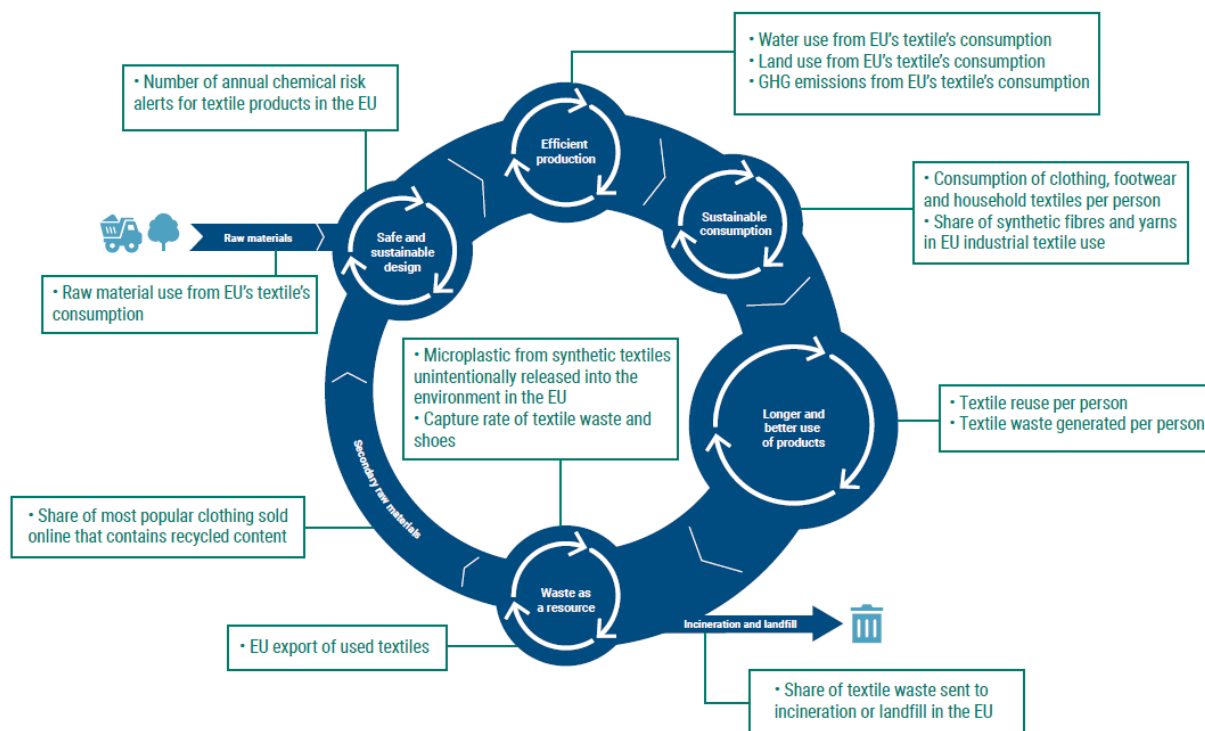 • Water use from EU's textile's consumption
• Land use from EU's textile's consumption
• GHG emissions from EU's textile's consumption
• Number of annual chemical risk
alerts for textile products in the EU
Efficient
production
• Consumption of clothing, footwear
and household textiles per person
• Share of synthetic fibres and yarns
in EU industrial textile use
Sustainable
consumption
Raw materials
Safe and
sustainable
design
• Raw material use from EU's textile's
consumption
• Microplastic from synthetic textiles
unintentionally released into the
environment in the EU
• Capture rate of textile waste and
shoes
Longer and
better use
of products
• Textile reuse per person
• Textile waste generated per person
Secondary raw materials
• Share of most popular clothing sold
online that contains recycled content
Waste as
a resource
Incineration and landfill
• EU export of used textiles
• Share of textile waste sent to
incineration or landfill in the EU